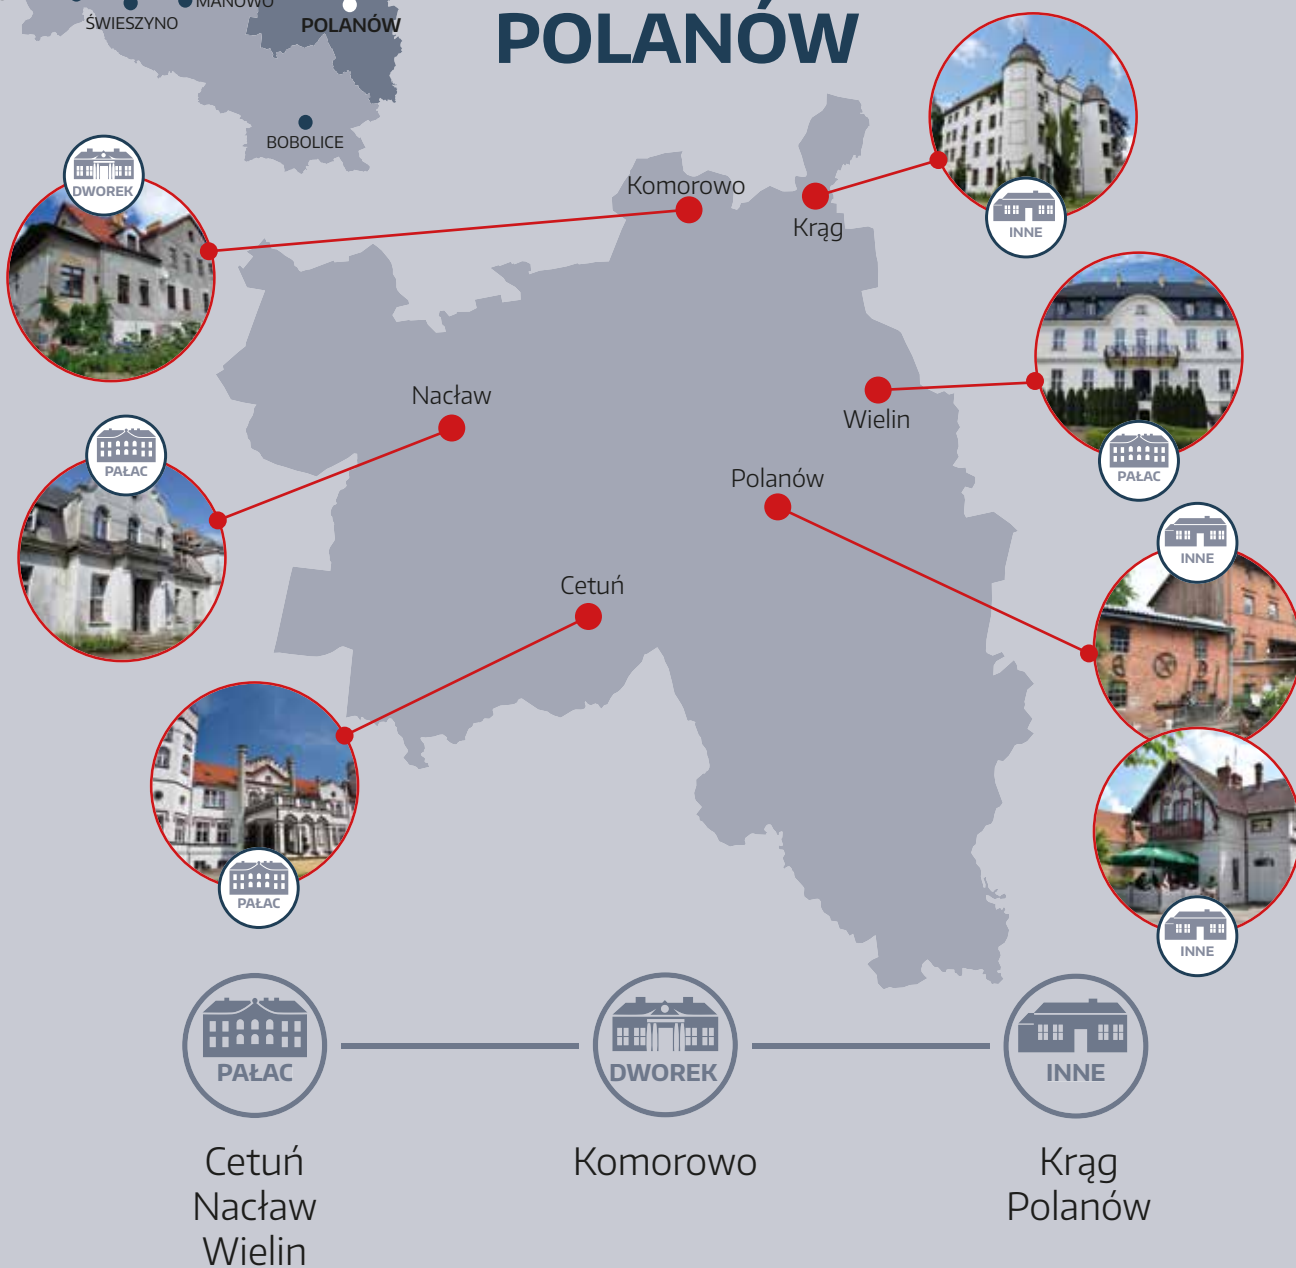 MANOWO
ŚWIESZYNO
POLANÓW
BOBOLICE
POLANÓW
DWOREK
Komorowo
Krąg
INNE
Nacław
Wielin
PAŁAC
PAŁAC
Polanów
INNE
Cetuń
PAŁAC
INNE
PAŁAC
DWOREK
INNE
Cetuń
Nacław
Wielin
Komorowo
Krąg
Polanów